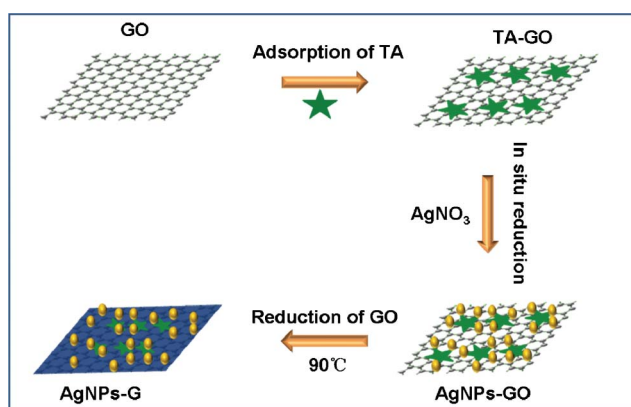 GO
Adsorption of TA
TA-GO
In situ reduction
AgNO₃
Reduction of GO
90℃
AgNPs-G
AgNPs-GO